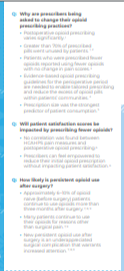 Q: Why are prescribers being
asked to change their opioid
prescribing practices?
• Postoperative opioid prescribing
varies significantly
• Greater than 70% of prescribed
pills went unused by patients
• Patients who were prescribed fewer
opioids reported using fewer opioids
with no change in pain scores
• Evidence-based opioid prescribing
guidelines for the postoperative period
are needed to enable tailored prescribing
and reduce the excess of opioid pills
within patients' communities
• Prescription size was the strongest
predictor of patient consumption
Q: Will patient satisfaction scores be
impacted by prescribing fewer opioids?
• No correlation was found between
HCAHPS pain measures and
postoperative opioid prescribing
• Prescribers can feel empowered to
reduce their initial opioid prescription
without impacting patient satisfaction
Q: How likely is persistent opioid use
after surgery?
• Approximately 6-10% of opioid
naive (before surgery) patients
continue to use opioids more than
three months after surgery
• Many patients continue to use
their opioids for reasons other
than surgical pain
• New persistent opioid use after
surgery is an underappreciated
surgical complication that warrants
increased attention